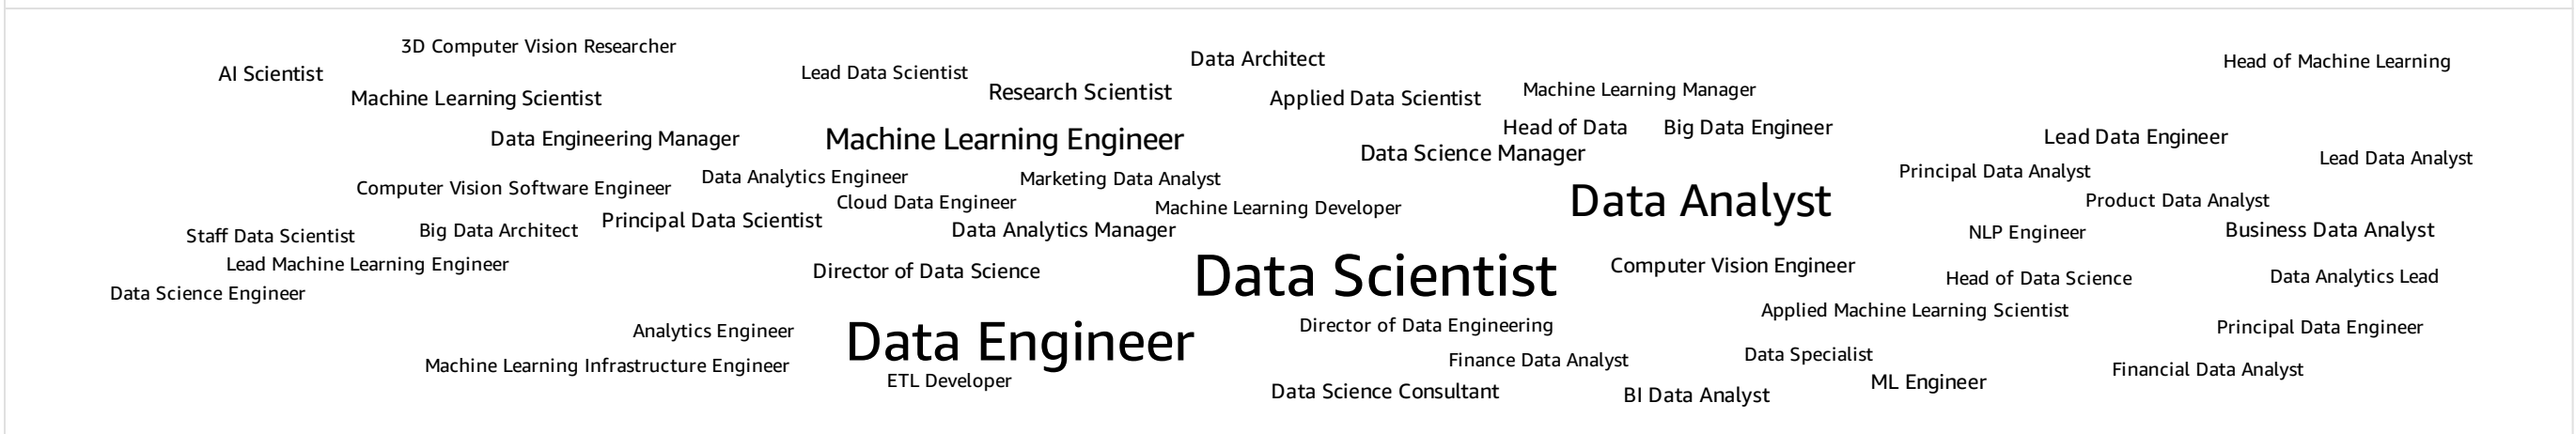 3D Computer Vision Researcher
Data Architect
Head of Machine Learning
AI Scientist
Lead Data Scientist
Research Scientist
Machine Learning Manager
Machine Learning Scientist
Applied Data Scientist
Head of Data
Big Data Engineer
Data Engineering Manager
Machine Learning Engineer
Lead Data Engineer
Data Science Manager
Lead Data Analyst
Principal Data Analyst
Data Analytics Engineer
Marketing Data Analyst
Computer Vision Software Engineer
Cloud Data Engineer
Data Analyst
Product Data Analyst
Machine Learning Developer
Principal Data Scientist
Big Data Architect
Data Analytics Manager
Business Data Analyst
NLP Engineer
Staff Data Scientist
Lead Machine Learning Engineer
Computer Vision Engineer
Director of Data Science
Data Scientist
Head of Data Science
Data Analytics Lead
Data Science Engineer
Applied Machine Learning Scientist
Director of Data Engineering
Principal Data Engineer
Analytics Engineer
Data Engineer
Data Specialist
Finance Data Analyst
Machine Learning Infrastructure Engineer
Financial Data Analyst
ETL Developer
ML Engineer
Data Science Consultant
BI Data Analyst